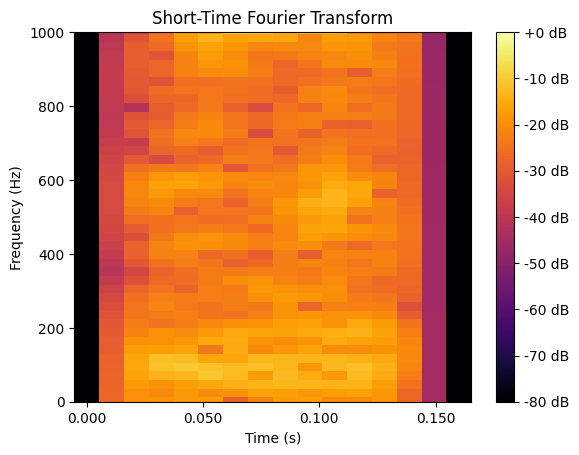 Short-Time Fourier Transform
1000
800
600
400
200
0
Frequency (Hz)
0.000
0.050
0.100
0.150
Time (s)
+0 dB
-10 dB
-20 dB
-30 dB
-40 dB
-50 dB
-60 dB
-70 dB
-80 dB